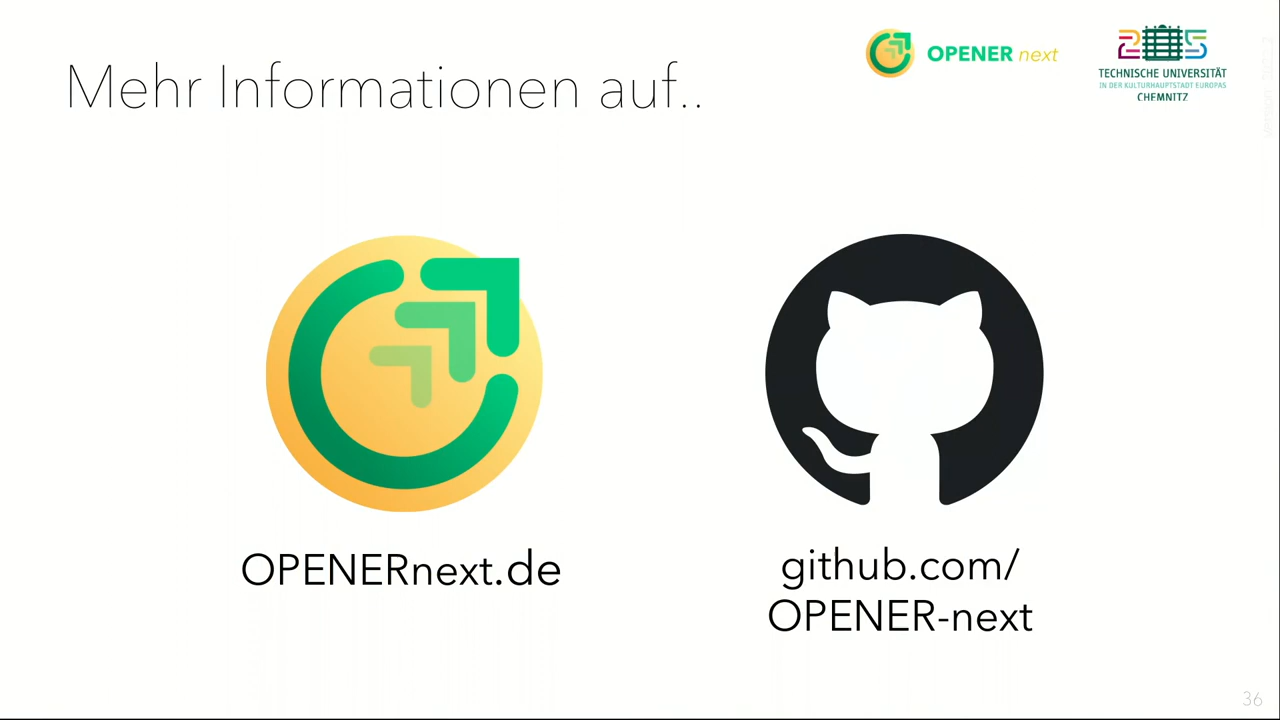 Mehr Informationen auf..
OPENER next
TECHNISCHE UNIVERSITÄT
IN DER KULTURHAUPTSTADT EUROPAS
CHEMNITZ
OPENERnext.de
github.com/
OPENER-next
36